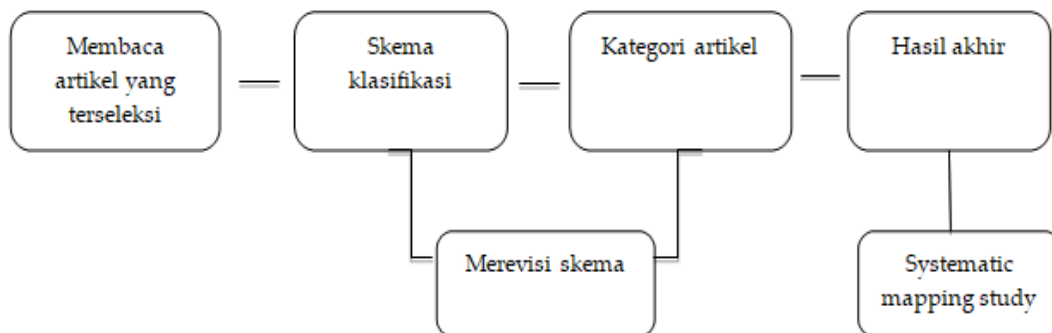 Membaca
artikel yang
terseleksi
Skema
klasifikasi
Kategori artikel
Hasil akhir
Merevisi skema
Systematic
mapping study